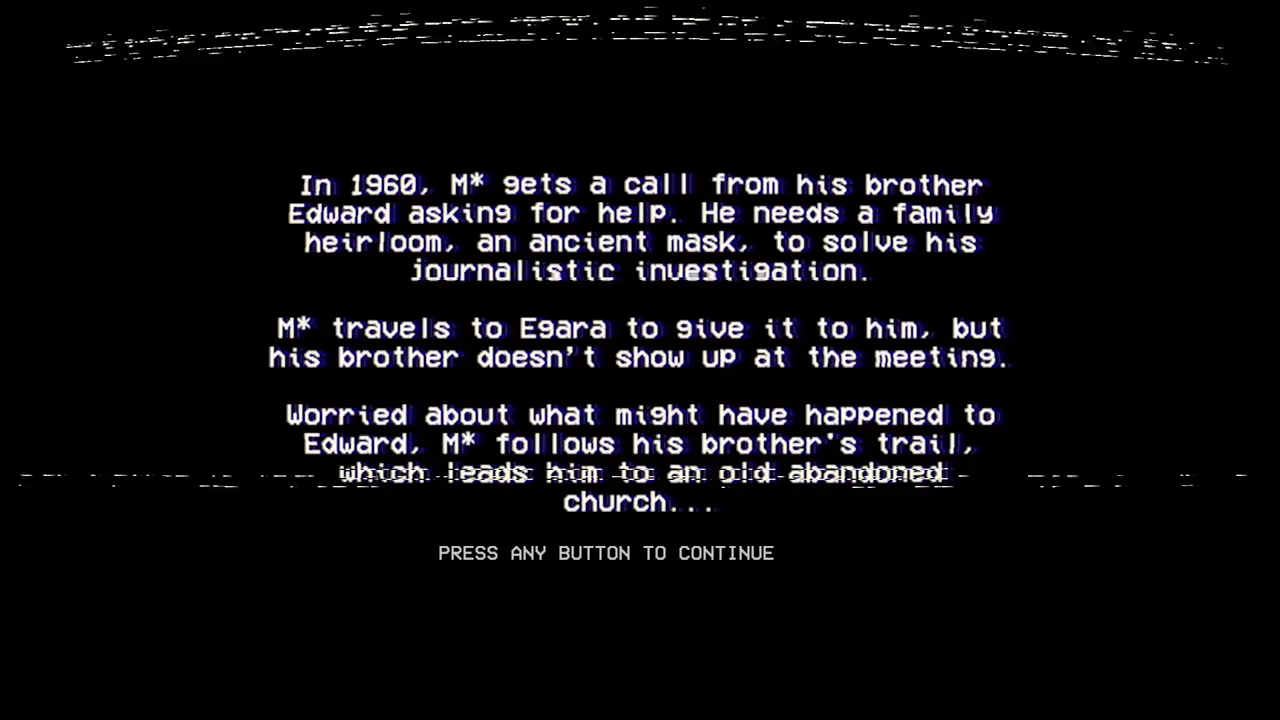 In 1960, M* gets a call from his brother
Edward asking for help. He needs a family
heirloom, an ancient mask, to solve his
journalistic investigation.
M* travels to Egara to give it to him, but
his brother doesn't show up at the meeting.
Worried about what might have happened to
Edward, M* follows his brother's trail,
which leads him to an old abandoned
church...
PRESS ANY BUTTON TO CONTINUE